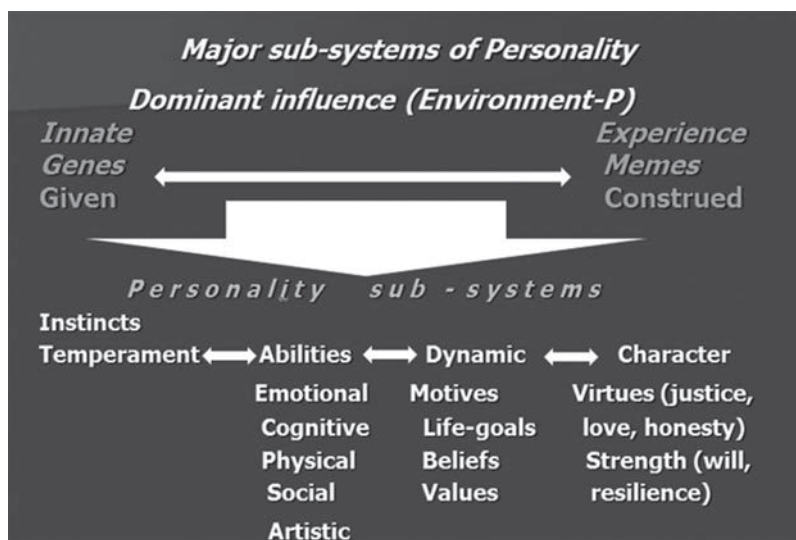 Major sub-systems of Personality
Dominant influence (Environment-P)
Innate
Genes
Given
Experience
Memes
Construed
Personality sub-systems
Instincts
Temperament Abilities Dynamic Character
Emotional Motives Virtues (justice,
Cognitive Life-goals love, honesty)
Physical Beliefs Strength (will,
Social Values resilience)
Artistic